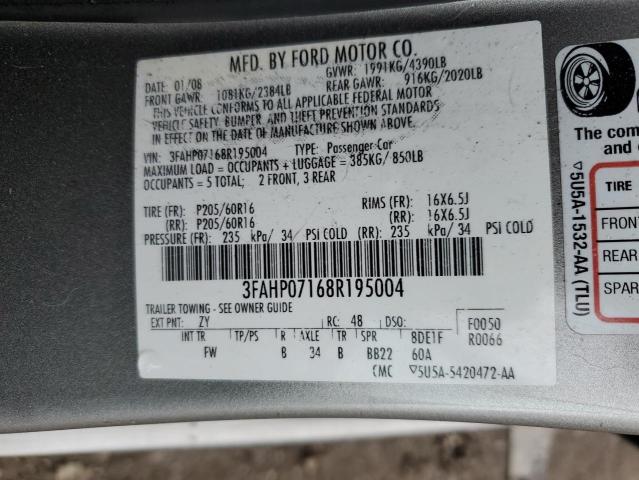 MFD. BY FORD MOTOR CO.
DATE 01/08 GVWR: 1991KG/4390LB
FRONT GAWR: 1081KG/2384LB REAR GAWR: 916KG/2020LB
THIS VEHICLE CONFORMS TO ALL APPLICABLE FEDERAL MOTOR
VEHICLE SAFETY, BUMPER, AND THEFT PREVENTION STANDARDS
IN EFFECT ON THE DATE OF MANUFACTURE SHOWN ABOVE.
VIN: 3FAHP07168R195004 TYPE: Passenger Car
MAXIMUM LOAD = OCCUPANTS + LUGGAGE = 385KG/850LB
OCCUPANTS = 5 TOTAL; 2 FRONT, 3 REAR
TIRE (FR): P205/60R16 RIMS (FR): 16X6.5J
(RR): P205/60R16 (RR): 16X6.5J
PRESSURE (FR): 235 kPa/ 34 PSI COLD (RR): 235 kPa/ 34 PSI COLD
3FAHP07168R195004
TRAILER TOWING - SEE OWNER GUIDE
EXT PNT: ZY RC: 48 DSO: F0050
INT TR TP/PS R AXLE TR SPR 8DE1F R0066
FW B 34 B BB22 60A
CMC ▽5U5A-5420472-AA
▽5U5A-1532-AA (TLU)
The com
and
TIRE
FRON
REAR
SPAR